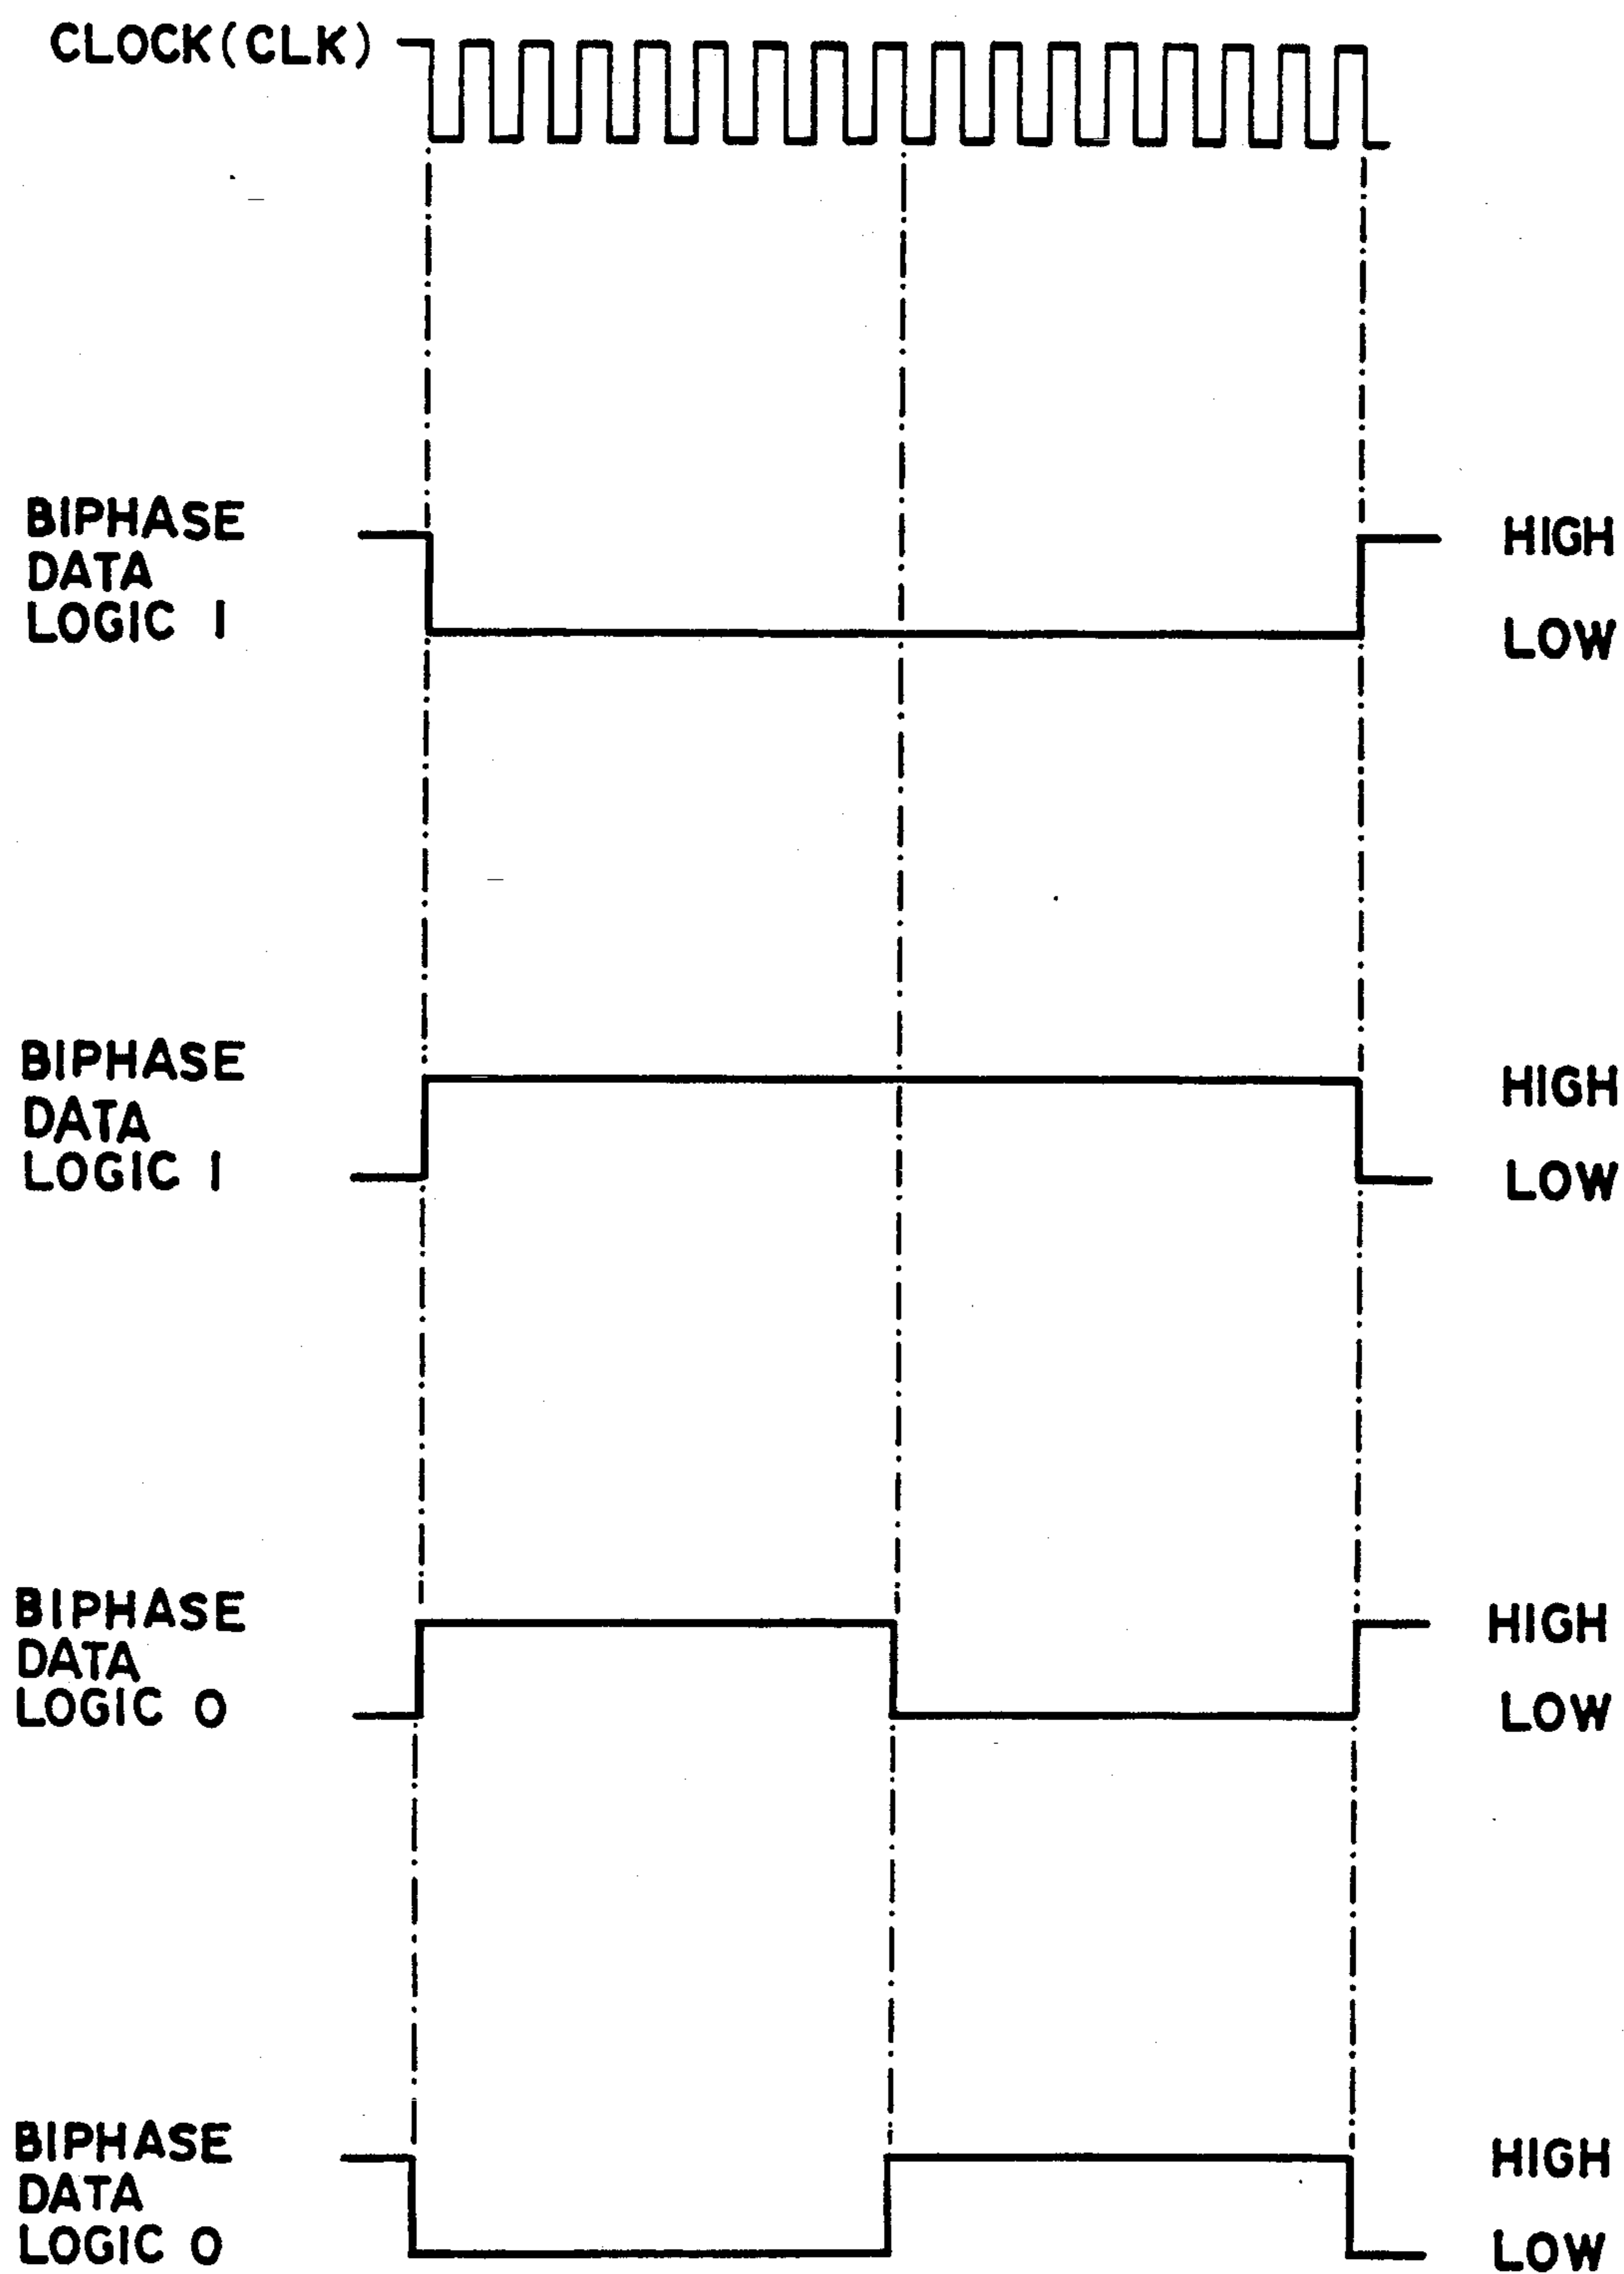 CLOCK(CLK)
BIPHASE
DATA
LOGIC 1
HIGH
LOW
BIPHASE
DATA
LOGIC 1
HIGH
LOW
BIPHASE
DATA
LOGIC 0
HIGH
LOW
BIPHASE
DATA
LOGIC 0
HIGH
LOW